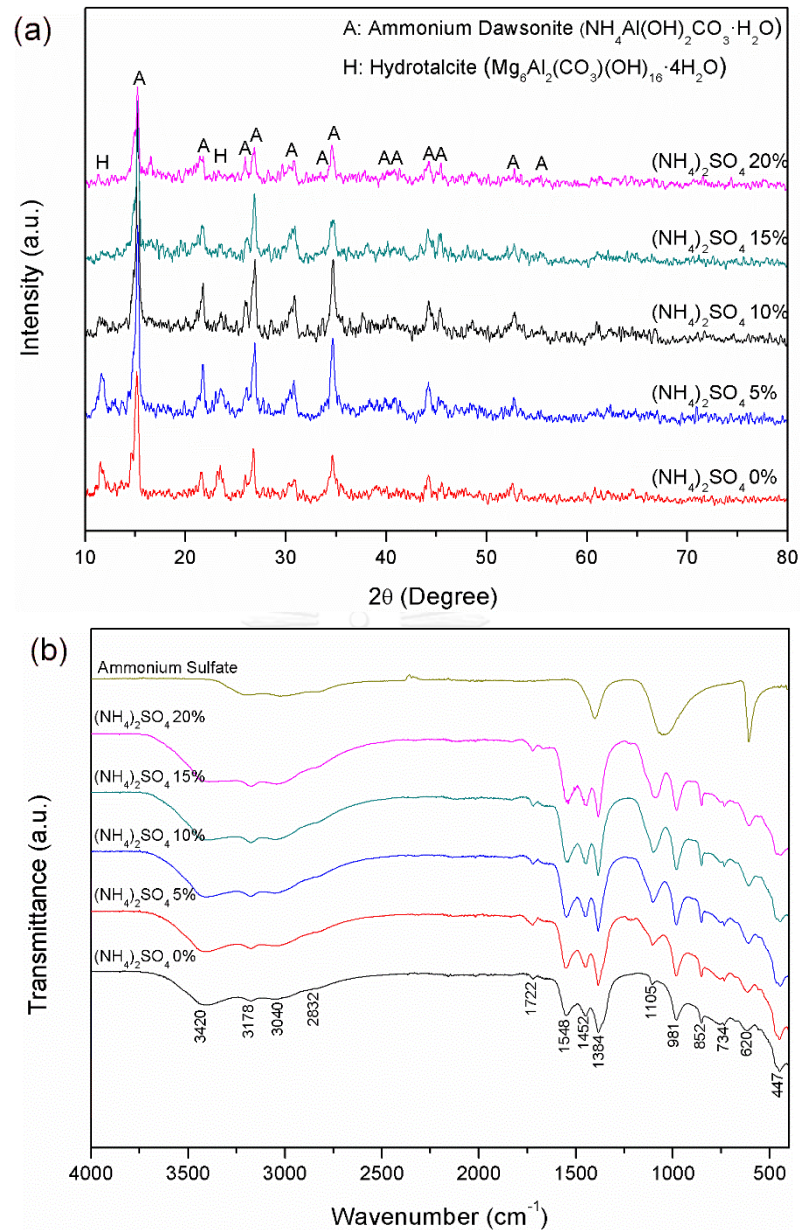 (a)
A: Ammonium Dawsonite (NH4Al(OH)2CO3·H2O)
H: Hydrotalcite (Mg6Al2(CO3)(OH)16·4H2O)
A
H A H A A A A A AA A A A A
(NH4)2SO4 20%
(NH4)2SO4 15%
(NH4)2SO4 10%
(NH4)2SO4 5%
(NH4)2SO4 0%
Intensity (a.u.)
10 20 30 40 50 60 70 80
2θ (Degree)
(b)
Ammonium Sulfate
(NH4)2SO4 20%
(NH4)2SO4 15%
(NH4)2SO4 10%
(NH4)2SO4 5%
(NH4)2SO4 0%
3420 3178 3040 2832 1722 1548 1452 1384 1105 981 852 734 620 447
Transmittance (a.u.)
4000 3500 3000 2500 2000 1500 1000 500
Wavenumber (cm-1)